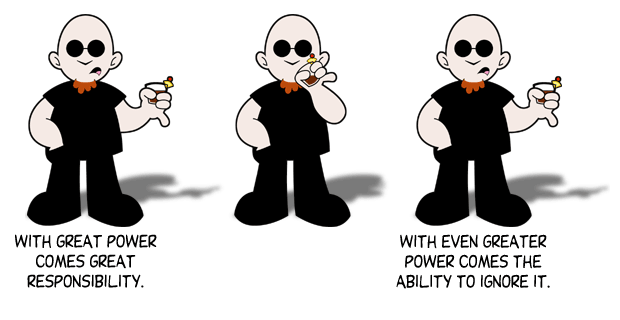 WITH GREAT POWER
COMES GREAT
RESPONSIBILITY.
WITH EVEN GREATER
POWER COMES THE
ABILITY TO IGNORE IT.